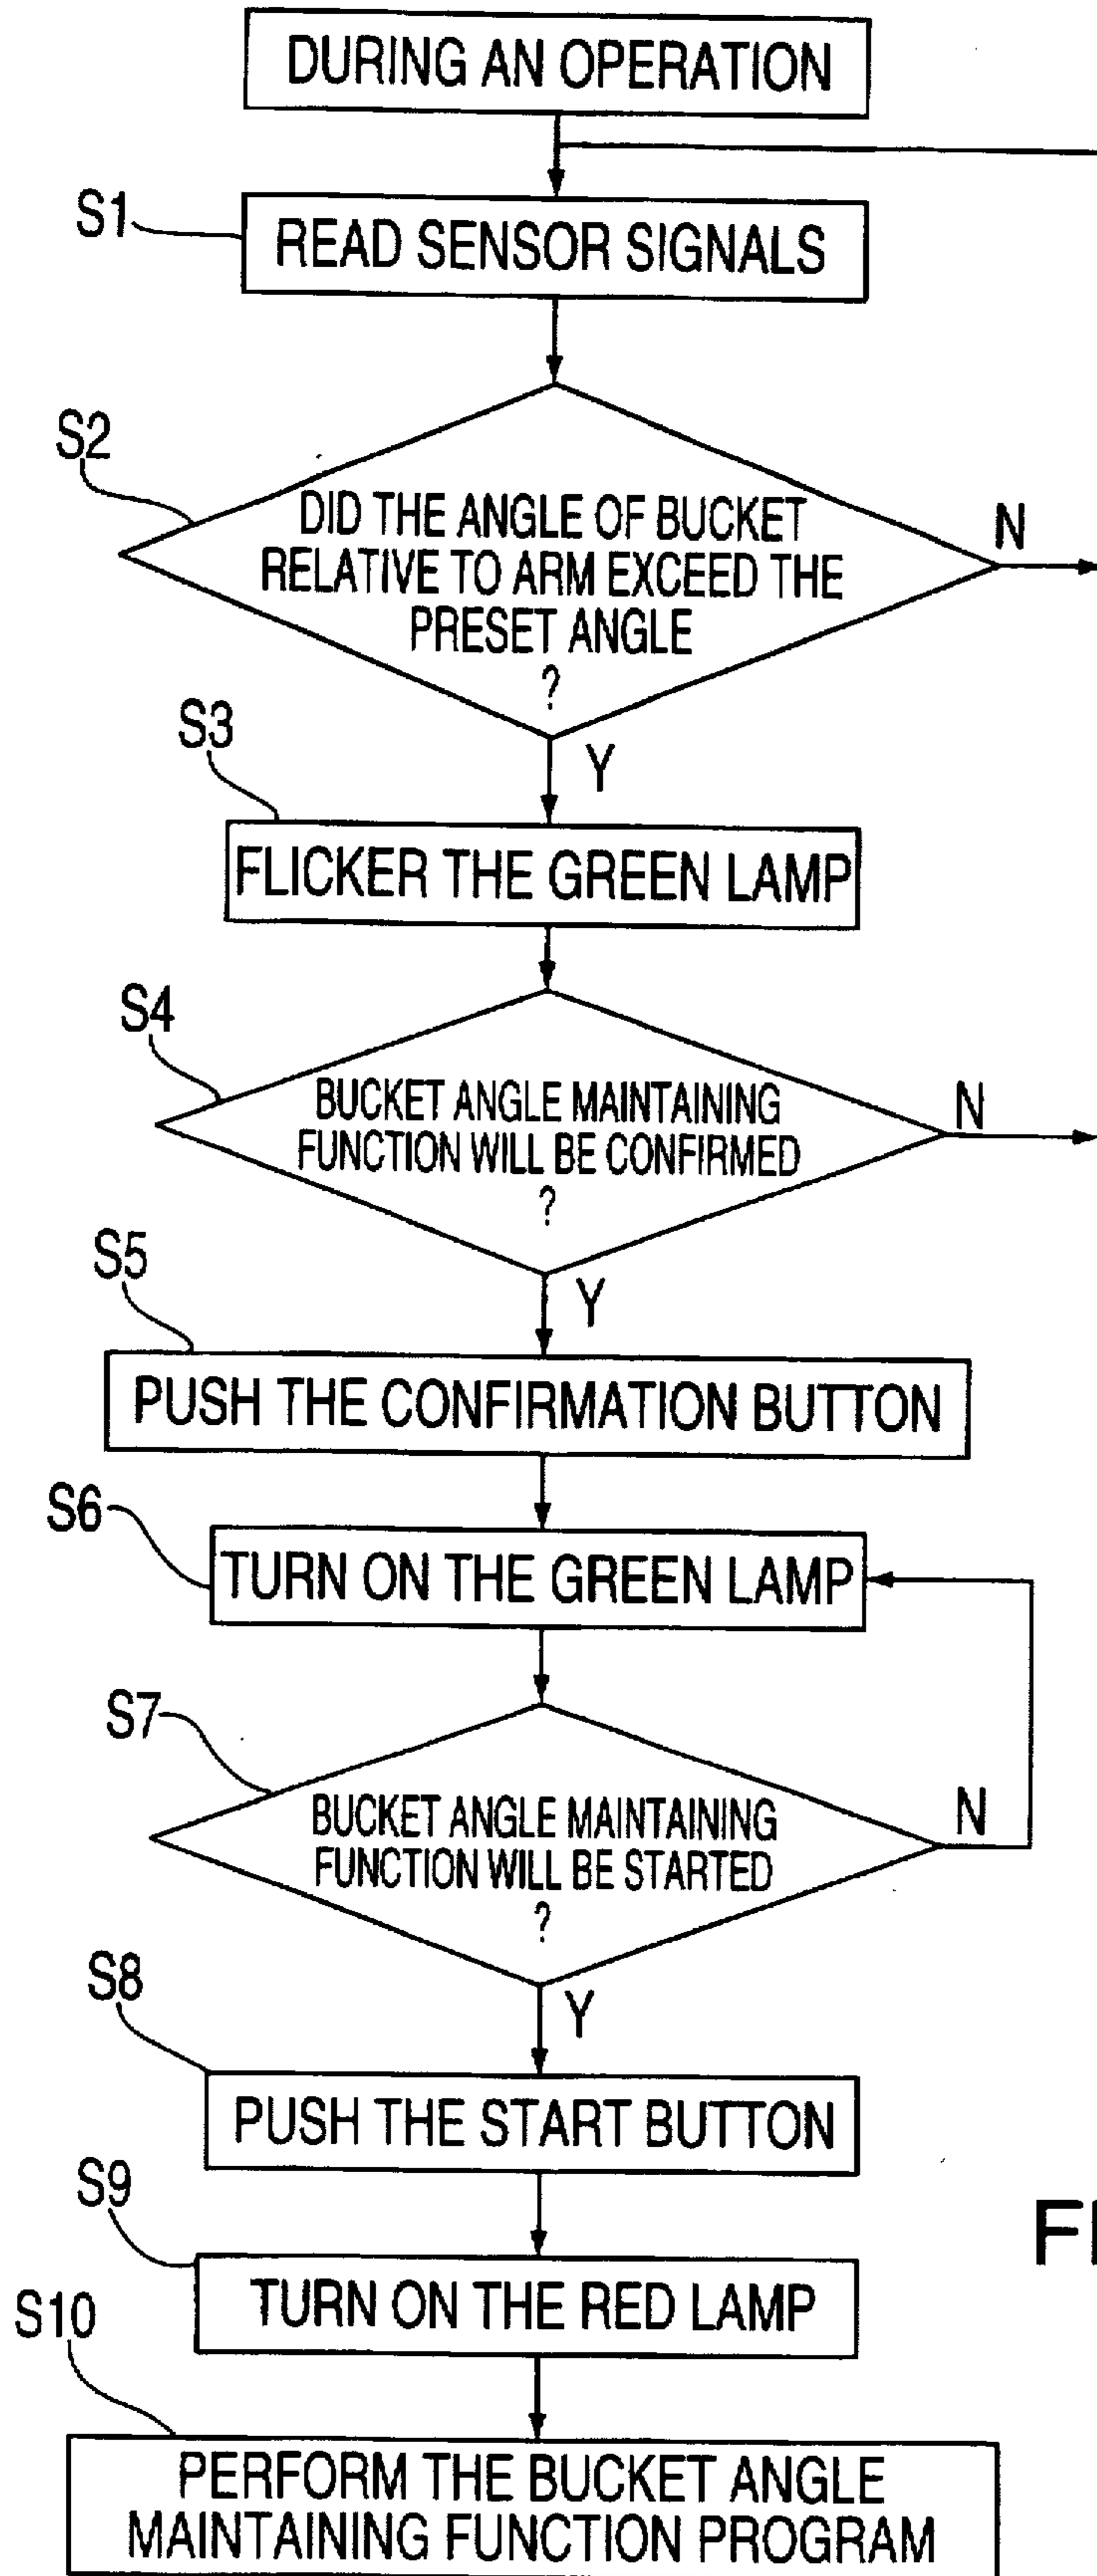 DURING AN OPERATION
S1
READ SENSOR SIGNALS
S2
DID THE ANGLE OF BUCKET
RELATIVE TO ARM EXCEED THE
PRESET ANGLE
?
N
Y
S3
FLICKER THE GREEN LAMP
S4
BUCKET ANGLE MAINTAINING
FUNCTION WILL BE CONFIRMED
?
N
Y
S5
PUSH THE CONFIRMATION BUTTON
S6
TURN ON THE GREEN LAMP
S7
BUCKET ANGLE MAINTAINING
FUNCTION WILL BE STARTED
?
N
Y
S8
PUSH THE START BUTTON
S9
TURN ON THE RED LAMP
S10
PERFORM THE BUCKET ANGLE
MAINTAINING FUNCTION PROGRAM